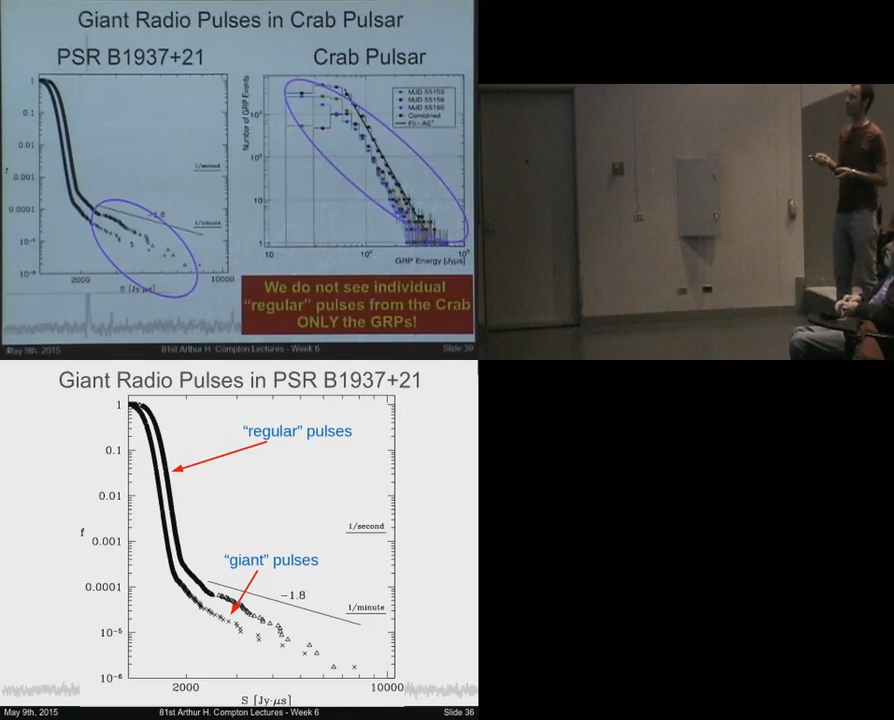 Giant Radio Pulses in Crab Pulsar
PSR B1937+21
Crab Pulsar
1
0.1
0.01
0.001
0.0001
2000
10000
f
1/second
1/minute
-1.8
Number of GRP Events
MJD 55153
MJD 55158
MJD 55160
Combined
10
1
10
GRP Energy [Jyμs]
We do not see individual
“regular” pulses from the Crab
ONLY the GRPs!
May 9th, 2015
81st Arthur H. Compton Lectures - Week 6
Slide 39
Giant Radio Pulses in PSR B1937+21
1
0.1
0.01
f
0.001
0.0001
10⁻⁵
10⁻⁶
“regular” pulses
“giant” pulses
1/second
−1.8
1/minute
2000
10000
S [Jy·μs]
May 9th, 2015
81st Arthur H. Compton Lectures - Week 6
Slide 36